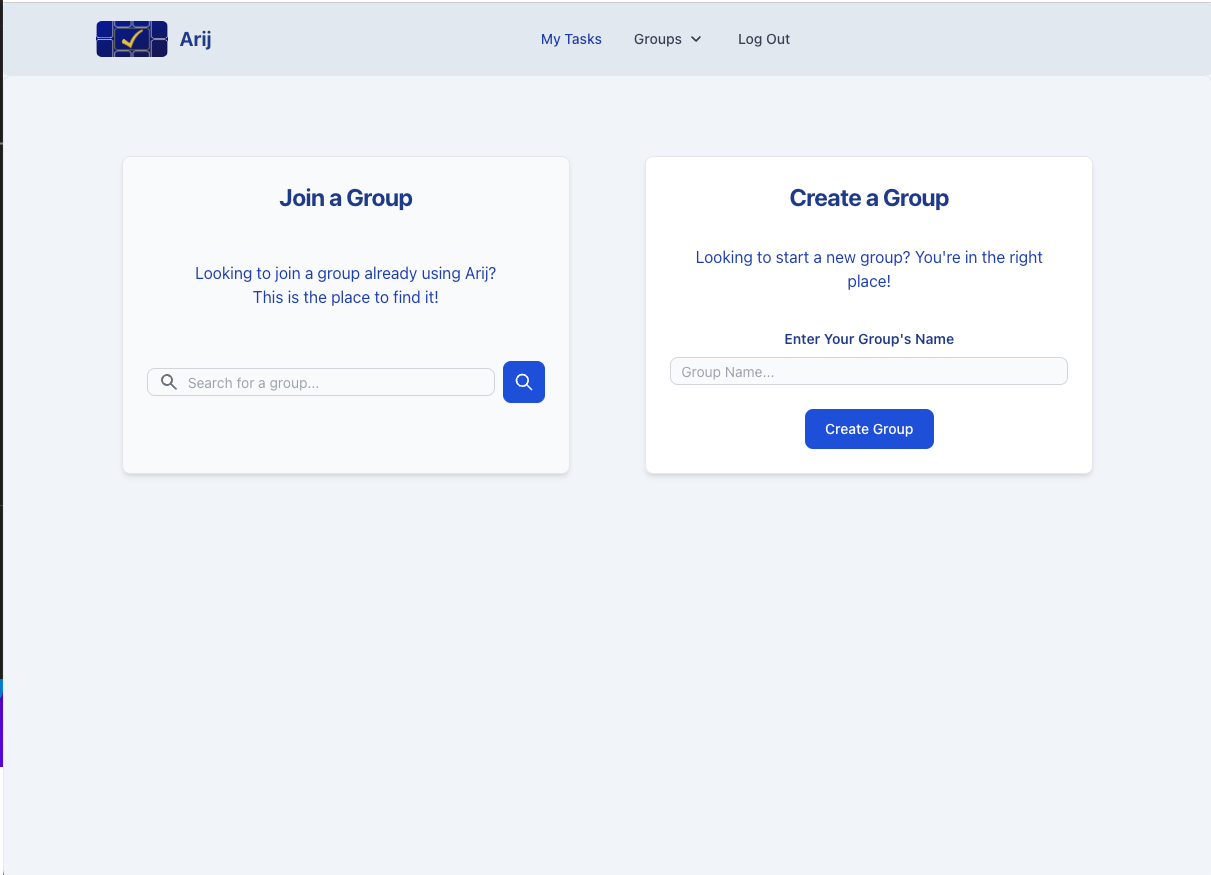 Arij
My Tasks
Groups
Log Out
Join a Group
Looking to join a group already using Arij?
This is the place to find it!
Search for a group...
Create a Group
Looking to start a new group? You're in the right
place!
Enter Your Group's Name
Group Name...
Create Group